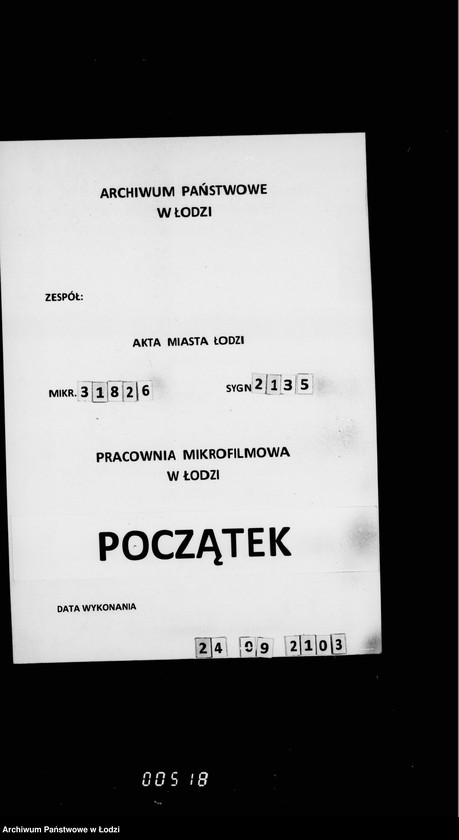 ARCHIWUM PAŃSTWOWE
W ŁODZI
ZESPÓŁ:
AKTA MIASTA ŁODZI
MIKR. 31826 SYGN 2135
PRACOWNIA MIKROFILMOWA
W ŁODZI
POCZĄTEK
DATA WYKONANIA
24 09 2103
00518
Archiwum Państwowe w Łodzi